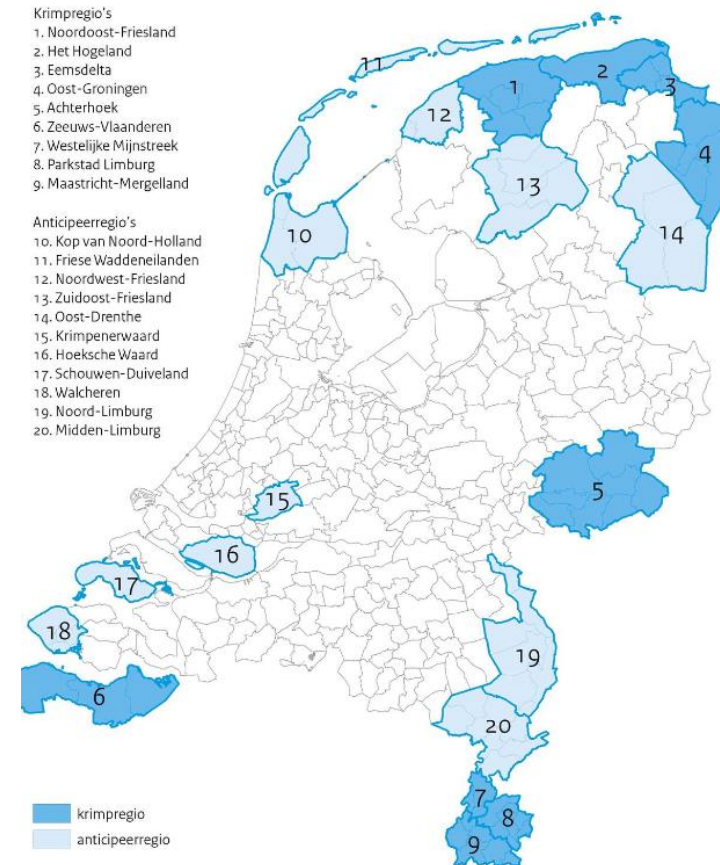 Krimpregio's
1. Noordoost-Friesland
2. Het Hogeland
3. Eemsdelta
4. Oost-Groningen
5. Achterhoek
6. Zeeuws-Vlaanderen
7. Westelijke Mijnstreek
8. Parkstad Limburg
9. Maastricht-Mergelland
Anticipeerregio's
10. Kop van Noord-Holland
11. Friese Waddeneilanden
12. Noordwest-Friesland
13. Zuidoost-Friesland
14. Oost-Drenthe
15. Krimpenerwaard
16. Hoeksche Waard
17. Schouwen-Duiveland
18. Walcheren
19. Noord-Limburg
20. Midden-Limburg
11
1
2
3
12
4
13
14
10
5
15
16
17
18
19
6
20
7
8
9
krimpregio
anticipeerregio